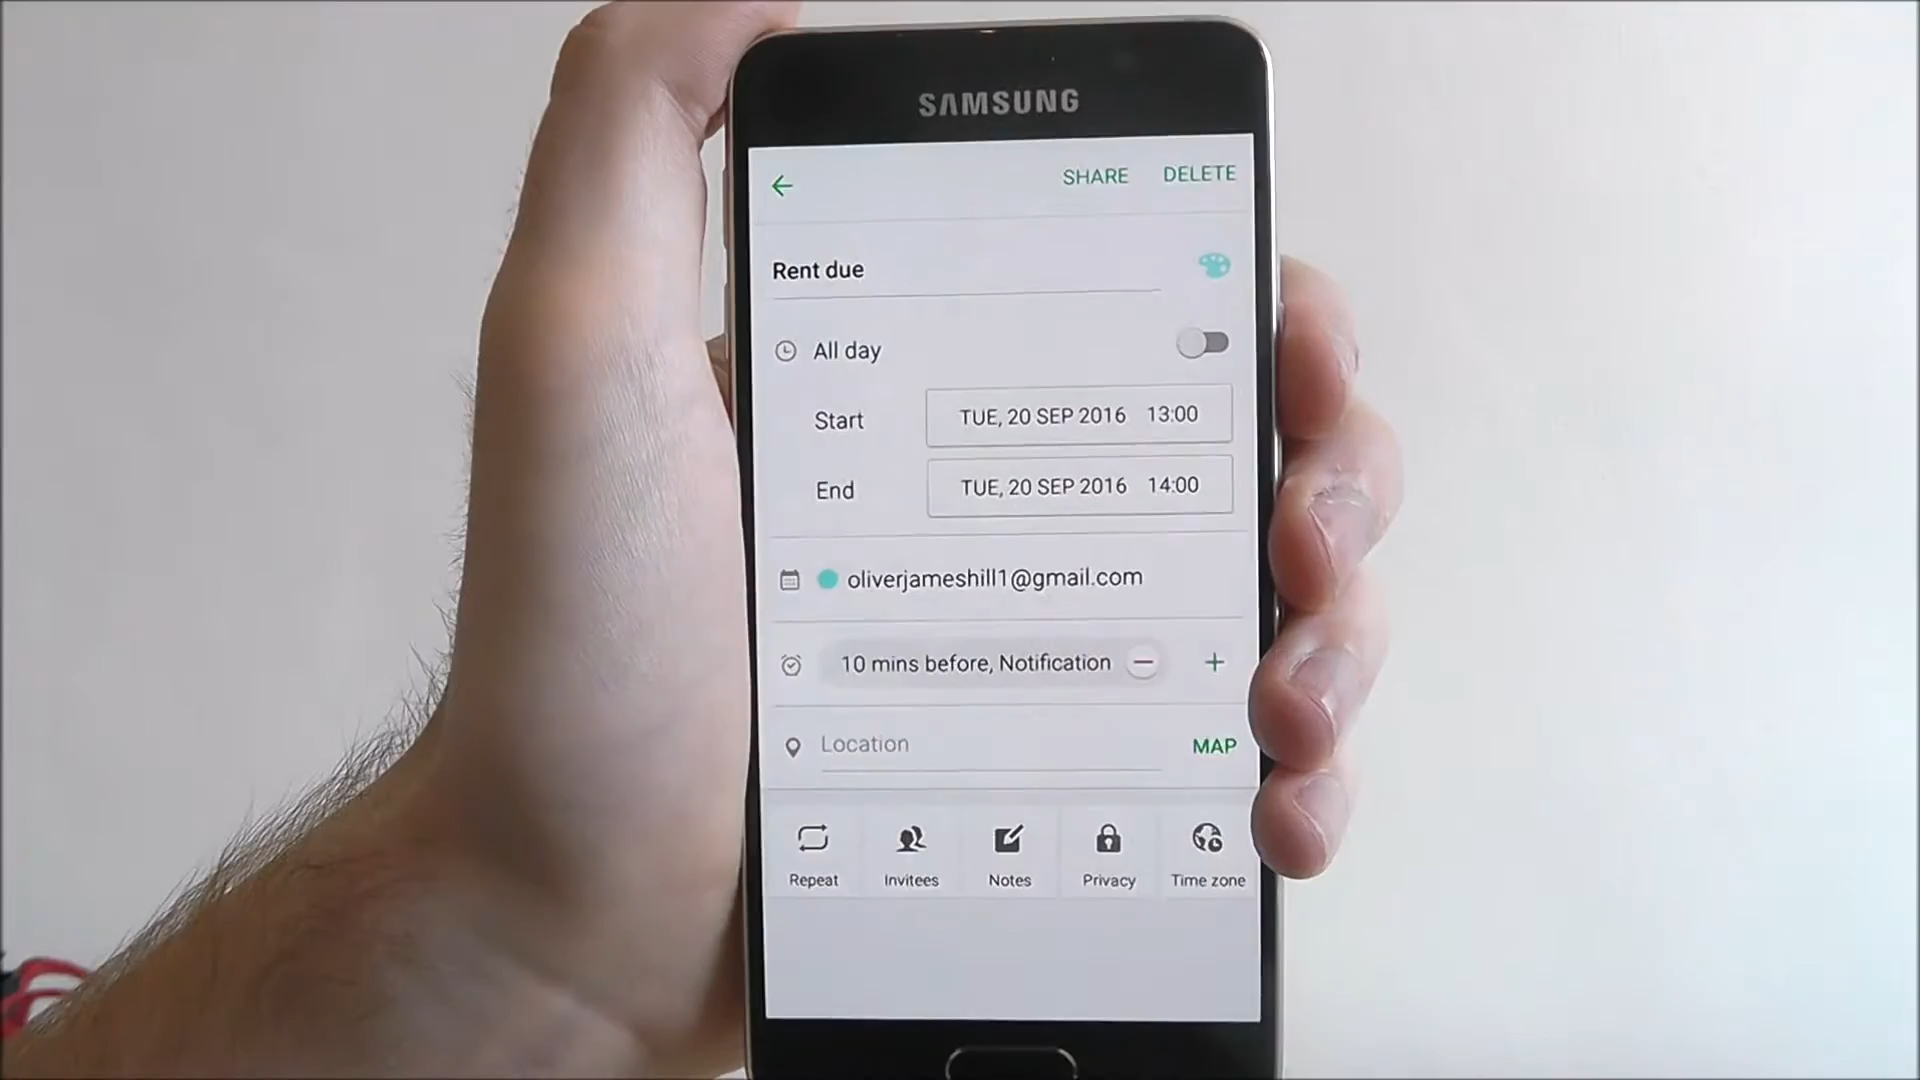 SAMSUNG
SHARE DELETE
Rent due
All day
Start TUE, 20 SEP 2016 13:00
End TUE, 20 SEP 2016 14:00
oliverjameshill1@gmail.com
10 mins before, Notification
Location MAP
Repeat Invitees Notes Privacy Time zone